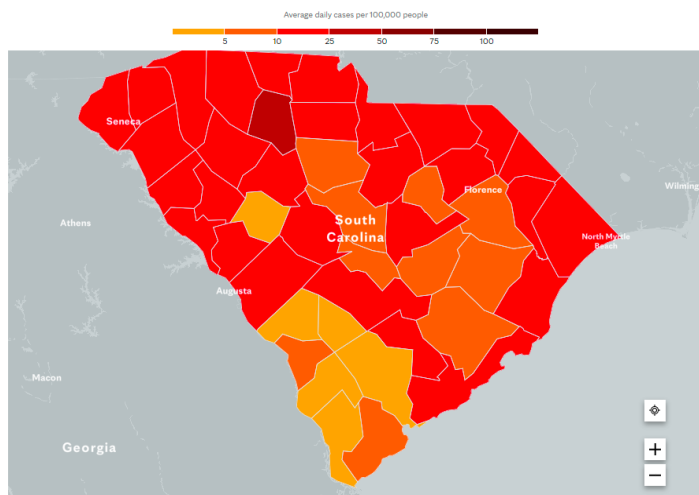 Average daily cases per 100,000 people
5 10 25 50 75 100
Seneca
Athens
Florence
Wilming
South
Carolina
North Myrtle
Beach
Augusta
Macon
Georgia